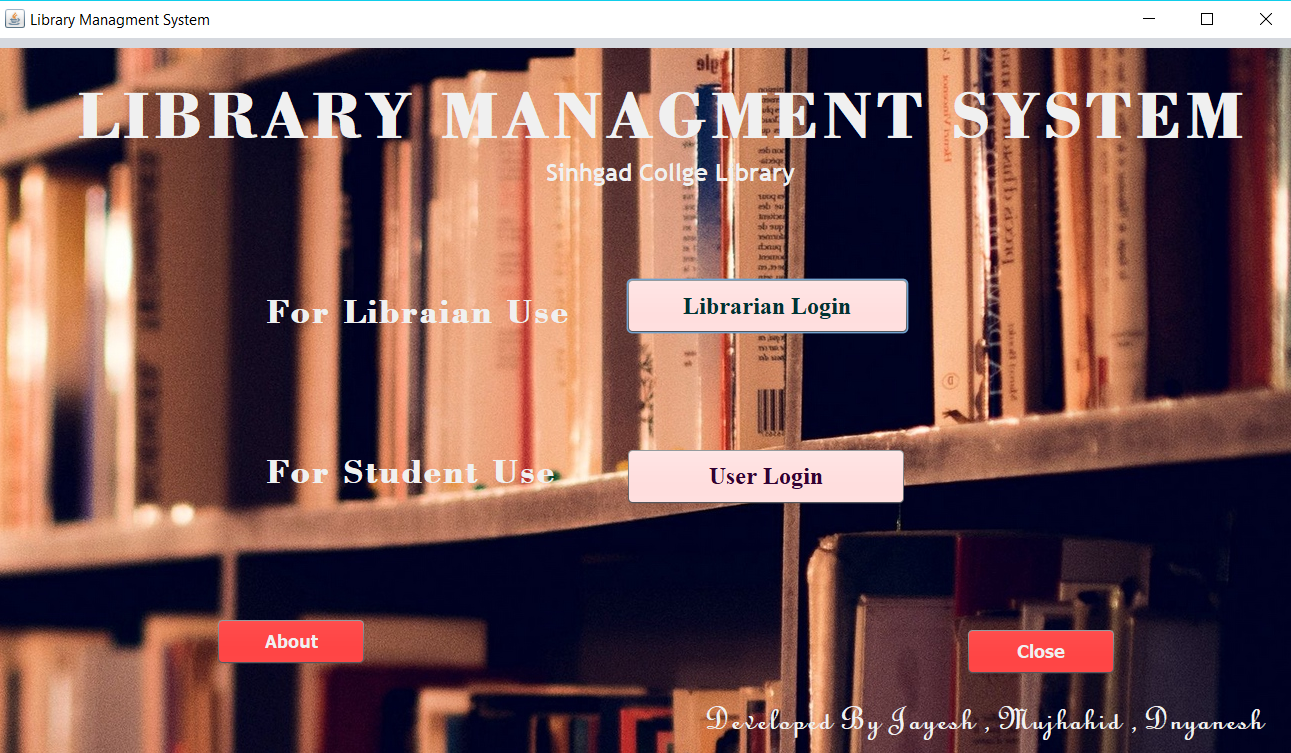 Library Managment System
LIBRARY MANAGMENT SYSTEM
Sinhgad Collge Library
For Libraian Use
Librarian Login
For Student Use
User Login
About
Close
Developed By Jayesh , Mujhahid , Dnyanesh